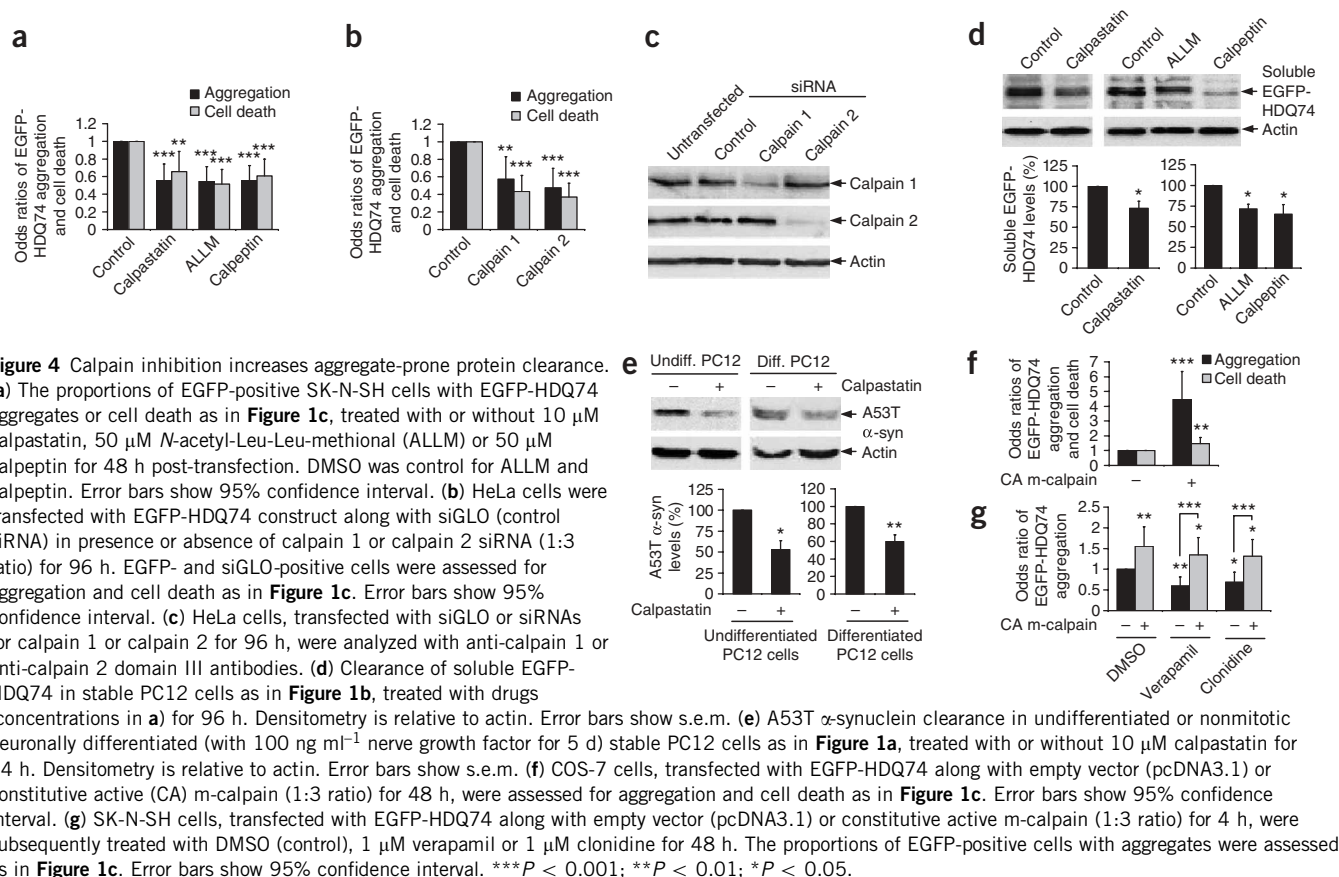 a
Aggregation
Cell death
Odds ratios of EGFP-
HDQ74 aggregation
and cell death
1.2
1
0.8
0.6
0.4
0.2
0
***
**
***
***
***
***
Control
Calpastatin
ALLM
Calpeptin
b
Aggregation
Cell death
Odds ratios of EGFP-
HDQ74 aggregation
and cell death
1.2
1
0.8
0.6
0.4
0.2
0
**
***
***
***
Control
Calpain 1
Calpain 2
c
siRNA
Untransfected
Control
Calpain 1
Calpain 2
Calpain 1
Calpain 2
Actin
d
Control
Calpastatin
Control
ALLM
Calpeptin
Soluble
EGFP-
HDQ74
Actin
Soluble EGFP-
HDQ74 levels (%)
125
100
75
50
25
0
*
Control
Calpastatin
125
100
75
50
25
0
*
*
Control
ALLM
Calpeptin
igure 4 Calpain inhibition increases aggregate-prone protein clearance.
a) The proportions of EGFP-positive SK-N-SH cells with EGFP-HDQ74
ggregates or cell death as in Figure 1c, treated with or without 10 μM
alpastatin, 50 μM N-acetyl-Leu-Leu-methional (ALLM) or 50 μM
alpeptin for 48 h post-transfection. DMSO was control for ALLM and
alpeptin. Error bars show 95% confidence interval. (b) HeLa cells were
ransfected with EGFP-HDQ74 construct along with siGLO (control
iRNA) in presence or absence of calpain 1 or calpain 2 siRNA (1:3
atio) for 96 h. EGFP- and siGLO-positive cells were assessed for
ggregation and cell death as in Figure 1c. Error bars show 95%
onfidence interval. (c) HeLa cells, transfected with siGLO or siRNAs
or calpain 1 or calpain 2 for 96 h, were analyzed with anti-calpain 1 or
nti-calpain 2 domain III antibodies. (d) Clearance of soluble EGFP-
HDQ74 in stable PC12 cells as in Figure 1b, treated with drugs
concentrations in a) for 96 h. Densitometry is relative to actin. Error bars show s.e.m. (e) A53T α-synuclein clearance in undifferentiated or nonmitotic
euronally differentiated (with 100 ng ml−1 nerve growth factor for 5 d) stable PC12 cells as in Figure 1a, treated with or without 10 μM calpastatin for
4 h. Densitometry is relative to actin. Error bars show s.e.m. (f) COS-7 cells, transfected with EGFP-HDQ74 along with empty vector (pcDNA3.1) or
onstitutive active (CA) m-calpain (1:3 ratio) for 48 h, were assessed for aggregation and cell death as in Figure 1c. Error bars show 95% confidence
nterval. (g) SK-N-SH cells, transfected with EGFP-HDQ74 along with empty vector (pcDNA3.1) or constitutive active m-calpain (1:3 ratio) for 4 h, were
ubsequently treated with DMSO (control), 1 μM verapamil or 1 μM clonidine for 48 h. The proportions of EGFP-positive cells with aggregates were assessed
s in Figure 1c. Error bars show 95% confidence interval. ***P < 0.001; **P < 0.01; *P < 0.05.
e
Undiff. PC12
Diff. PC12
− + − + Calpastatin
A53T
α-syn
Actin
A53T α-syn
levels (%)
125
100
75
50
25
0
*
120
100
80
60
40
20
0
**
Calpastatin − + − +
Undifferentiated
PC12 cells
Differentiated
PC12 cells
f
Aggregation
Cell death
Odds ratios of
EGFP-HDQ74
aggregation
and cell death
7
6
5
4
3
2
1
***
**
CA m-calpain − +
g
Odds ratio of
EGFP-HDQ74
aggregation
2.5
2
1.5
1
0.5
0
**
***
**
*
***
*
*
CA m-calpain − + − + − +
DMSO
Verapamil
Clonidine